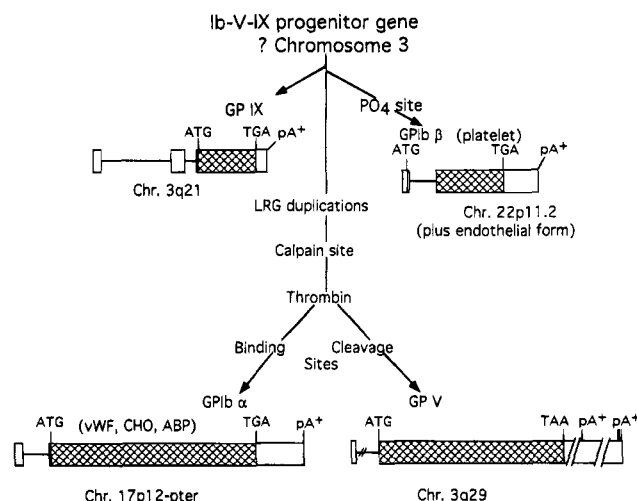 Ib-V-IX progenitor gene
? Chromosome 3
GP IX
PO4 site
ATG TGA pA+
GPIb β (platelet)
ATG TGA pA+
Chr. 3q21
Chr. 22p11.2
(plus endothelial form)
LRG duplications
Calpain site
Thrombin
Binding Cleavage
Sites
GPIb α GP V
ATG (vWF, CHO, ABP) TGA pA+
ATG TAA pA+ pA+
Chr. 17p12-pter Chr. 3q29